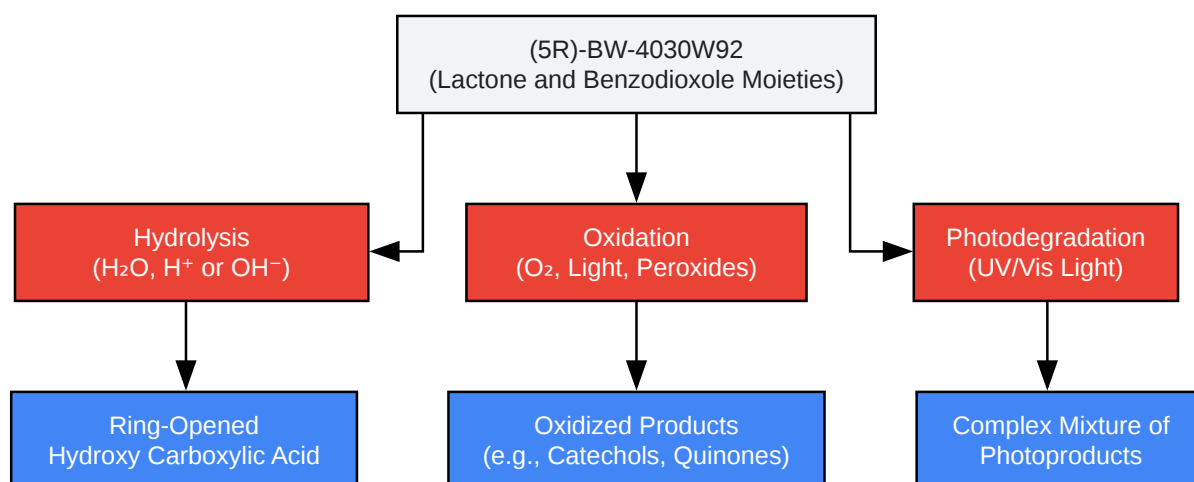 (5R)-BW-4030W92
(Lactone and Benzodioxole Moieties)
Hydrolysis
(H₂O, H⁺ or OH⁻)
Oxidation
(O₂, Light, Peroxides)
Photodegradation
(UV/Vis Light)
Ring-Opened
Hydroxy Carboxylic Acid
Oxidized Products
(e.g., Catechols, Quinones)
Complex Mixture of
Photoproducts